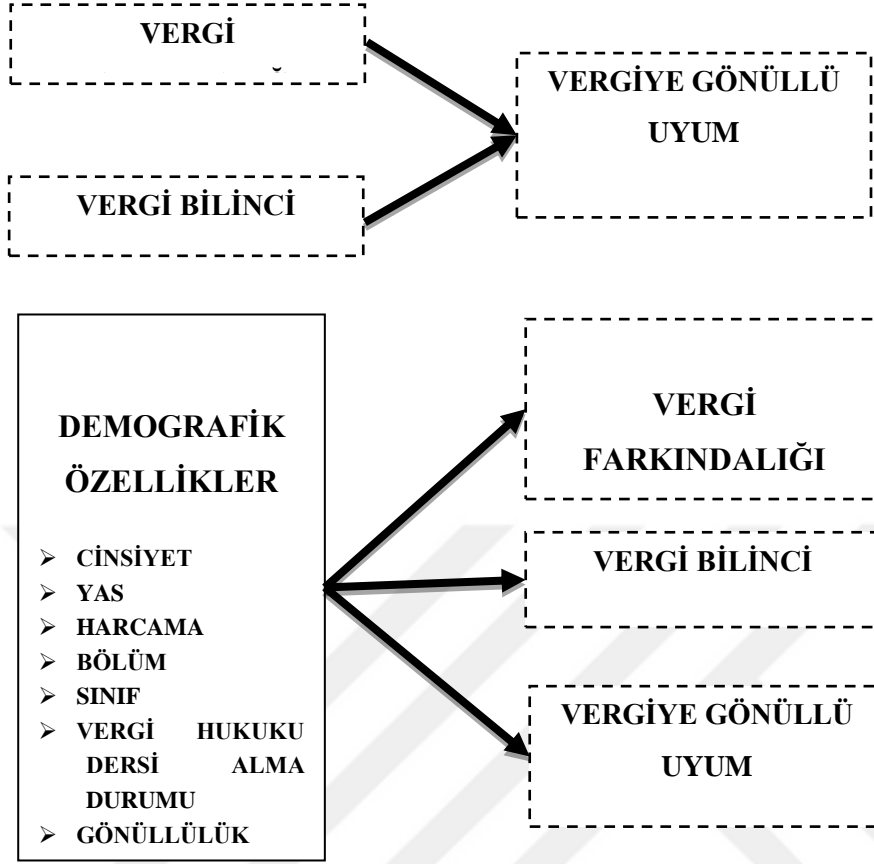 VERGİ
VERGİYE GÖNÜLLÜ
UYUM
VERGİ BİLİNCİ
DEMOGRAFİK
ÖZELLİKLER
➢ CİNSİYET
➢ YAS
➢ HARCAMA
➢ BÖLÜM
➢ SINIF
➢ VERGİ HUKUKU
DERSİ ALMA
DURUMU
➢ GÖNÜLLÜLÜK
VERGİ
FARKINDALIĞI
VERGİ BİLİNCİ
VERGİYE GÖNÜLLÜ
UYUM